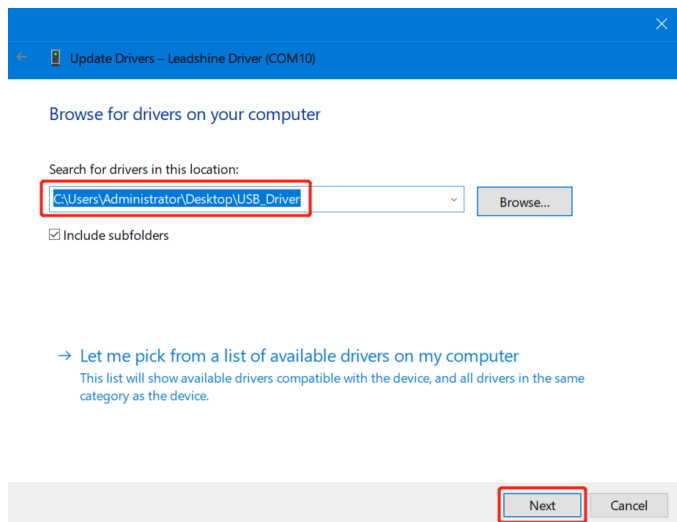 Update Drivers – Leadshine Driver (COM10)
Browse for drivers on your computer
Search for drivers in this location:
C:\Users\Administrator\Desktop\USB_Driver
Browse...
Include subfolders
Let me pick from a list of available drivers on my computer
This list will show available drivers compatible with the device, and all drivers in the same
category as the device.
Next
Cancel